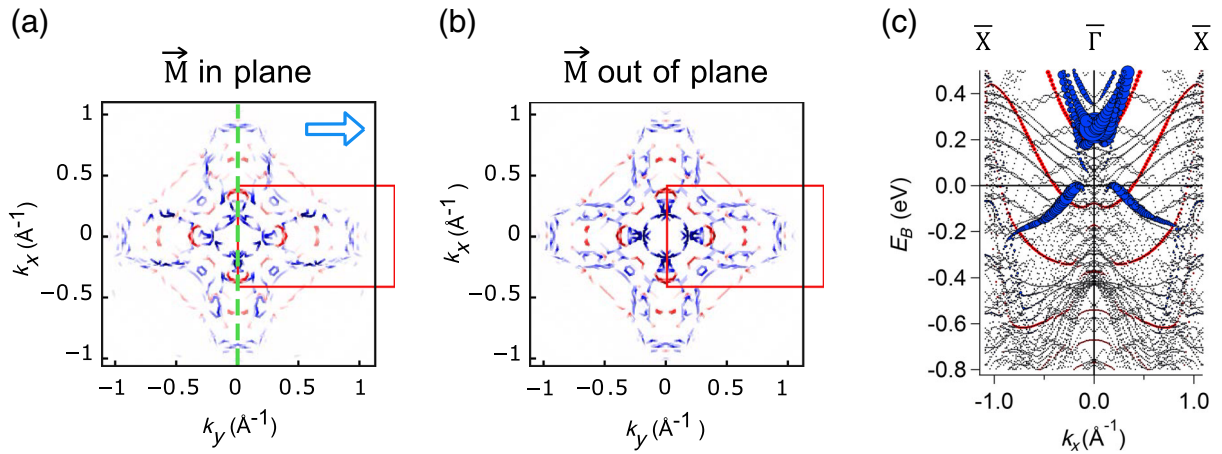 (a)
M in plane
1
0.5
0
−0.5
−1
k_x (Å⁻¹)
−1 −0.5 0 0.5 1
k_y (Å⁻¹)
(b)
M out of plane
1
0.5
0
−0.5
−1
k_x (Å⁻¹)
−1 −0.5 0 0.5 1
k_y (Å⁻¹)
(c)
X̅ Γ̅ X̅
0.4
0.2
0.0
-0.2
-0.4
-0.6
-0.8
E_B (eV)
-1.0 0.0 1.0
k_x (Å⁻¹)